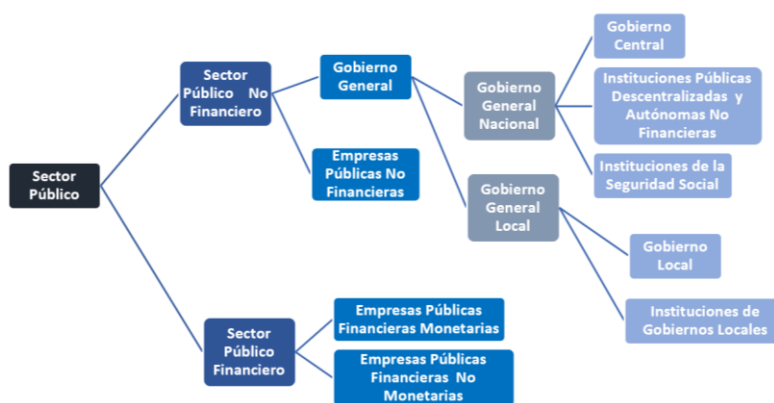 Sector
Público
Sector
Público No
Financiero
Gobierno
General
Empresas
Públicas No
Financieras
Gobierno
General
Nacional
Gobierno
General
Local
Gobierno
Central
Instituciones Públicas
Descentralizadas y
Autónomas No
Financieras
Instituciones de la
Seguridad Social
Gobierno
Local
Instituciones de
Gobiernos Locales
Sector
Público
Financiero
Empresas Públicas
Financieras Monetarias
Empresas Públicas
Financieras No
Monetarias